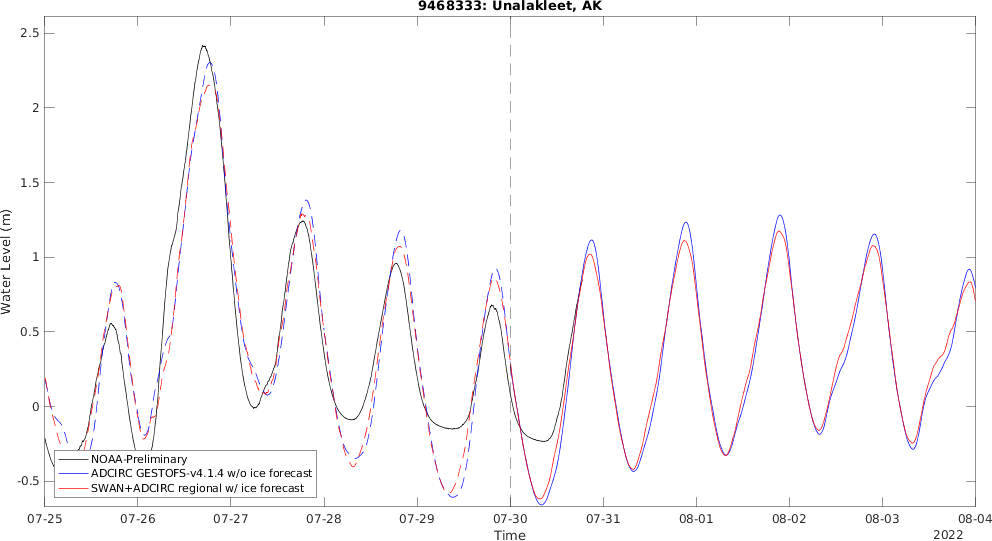 9468333: Unalakleet, AK
2.5
2
1.5
1
0.5
0
-0.5
Water Level (m)
NOAA-Preliminary
ADCIRC GESTOFS-v4.1.4 w/o ice forecast
SWAN+ADCIRC regional w/ ice forecast
07-25 07-26 07-27 07-28 07-29 07-30 07-31 08-01 08-02 08-03 08-04
Time
2022